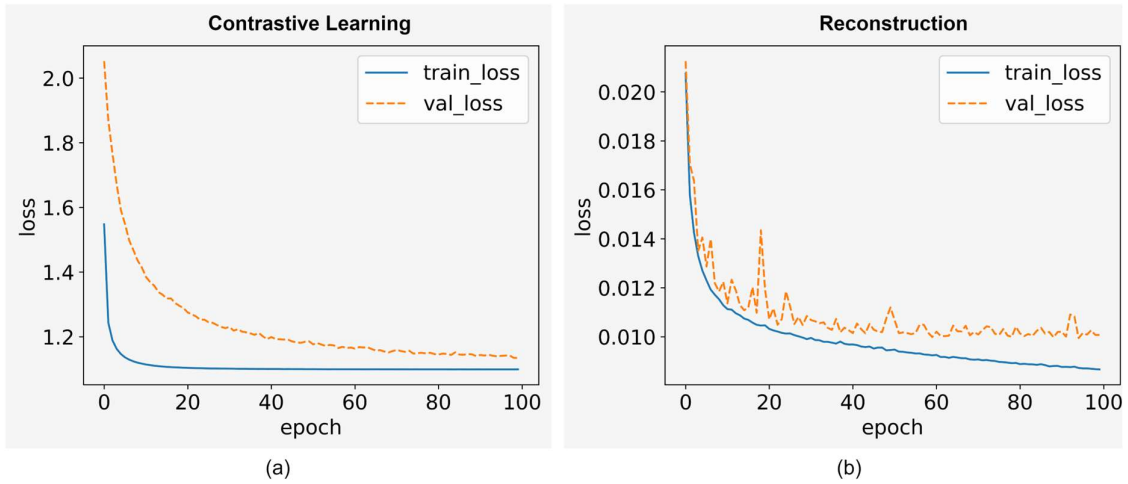 Contrastive Learning
2.0
1.8
1.6
1.4
1.2
loss
train_loss
val_loss
0 20 40 60 80 100
epoch
(a)
Reconstruction
0.020
0.018
0.016
0.014
0.012
0.010
loss
train_loss
val_loss
0 20 40 60 80 100
epoch
(b)